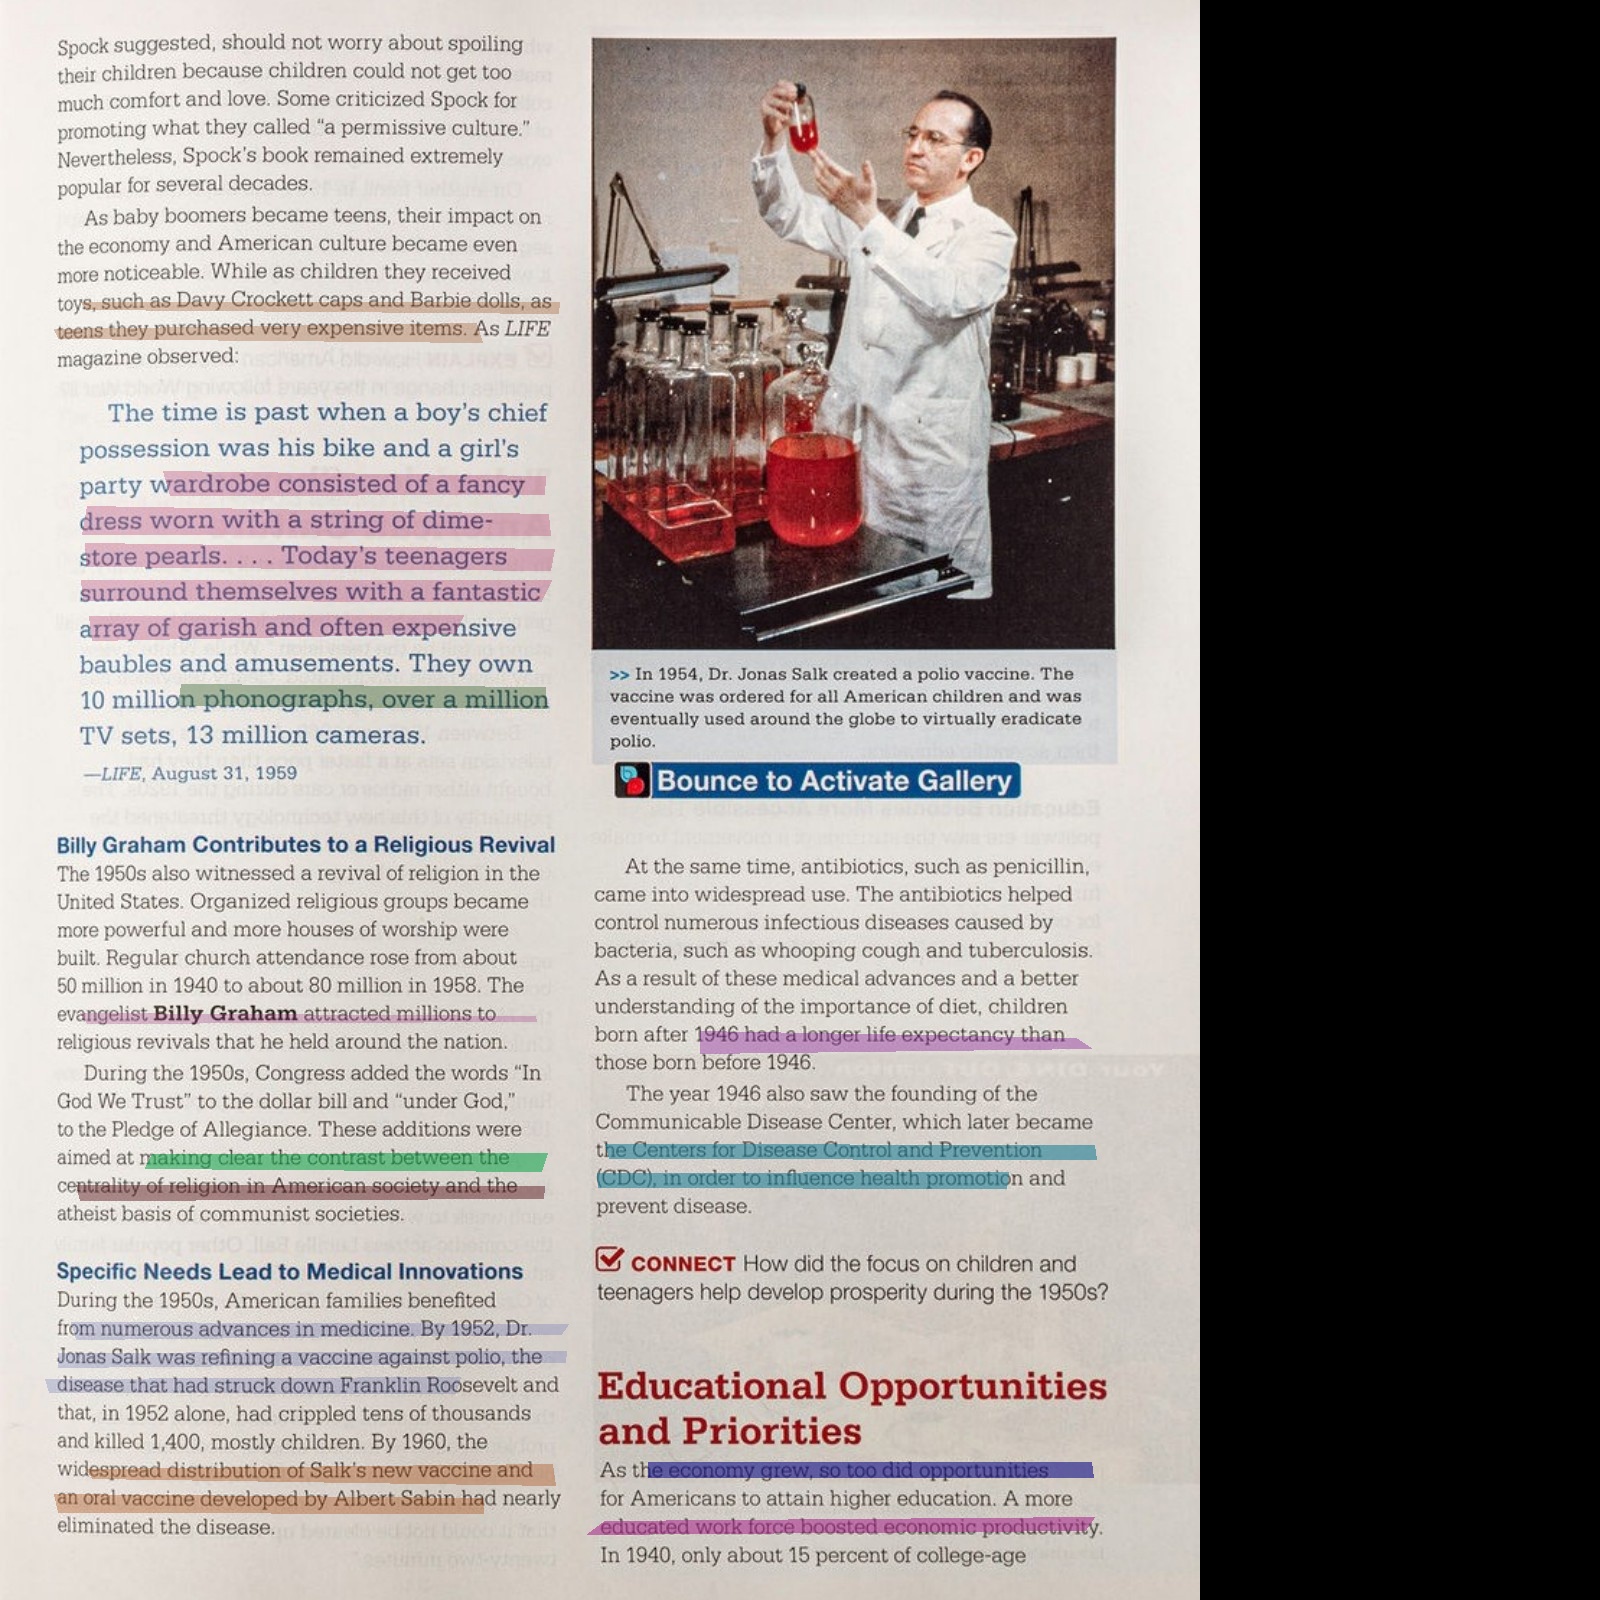 Spock suggested, should not worry about spoiling
their children because children could not get too
much comfort and love. Some criticized Spock for
promoting what they called “a permissive culture.”
Nevertheless, Spock’s book remained extremely
popular for several decades.
As baby boomers became teens, their impact on
the economy and American culture became even
more noticeable. While as children they received
toys, such as Davy Crockett caps and Barbie dolls, as
teens they purchased very expensive items. As LIFE
magazine observed:
The time is past when a boy’s chief
possession was his bike and a girl’s
party wardrobe consisted of a fancy
dress worn with a string of dime-
store pearls. . . . Today’s teenagers
surround themselves with a fantastic
array of garish and often expensive
baubles and amusements. They own
10 million phonographs, over a million
TV sets, 13 million cameras.
—LIFE, August 31, 1959
Billy Graham Contributes to a Religious Revival
The 1950s also witnessed a revival of religion in the
United States. Organized religious groups became
more powerful and more houses of worship were
built. Regular church attendance rose from about
50 million in 1940 to about 80 million in 1958. The
evangelist Billy Graham attracted millions to
religious revivals that he held around the nation.
During the 1950s, Congress added the words “In
God We Trust” to the dollar bill and “under God,”
to the Pledge of Allegiance. These additions were
aimed at making clear the contrast between the
centrality of religion in American society and the
atheist basis of communist societies.
Specific Needs Lead to Medical Innovations
During the 1950s, American families benefited
from numerous advances in medicine. By 1952, Dr.
Jonas Salk was refining a vaccine against polio, the
disease that had struck down Franklin Roosevelt and
that, in 1952 alone, had crippled tens of thousands
and killed 1,400, mostly children. By 1960, the
widespread distribution of Salk’s new vaccine and
an oral vaccine developed by Albert Sabin had nearly
eliminated the disease.
>> In 1954, Dr. Jonas Salk created a polio vaccine. The
vaccine was ordered for all American children and was
eventually used around the globe to virtually eradicate
polio.
Bounce to Activate Gallery
At the same time, antibiotics, such as penicillin,
came into widespread use. The antibiotics helped
control numerous infectious diseases caused by
bacteria, such as whooping cough and tuberculosis.
As a result of these medical advances and a better
understanding of the importance of diet, children
born after 1946 had a longer life expectancy than
those born before 1946.
The year 1946 also saw the founding of the
Communicable Disease Center, which later became
the Centers for Disease Control and Prevention
(CDC), in order to influence health promotion and
prevent disease.
CONNECT How did the focus on children and
teenagers help develop prosperity during the 1950s?
Educational Opportunities
and Priorities
As the economy grew, so too did opportunities
for Americans to attain higher education. A more
educated work force boosted economic productivity.
In 1940, only about 15 percent of college-age